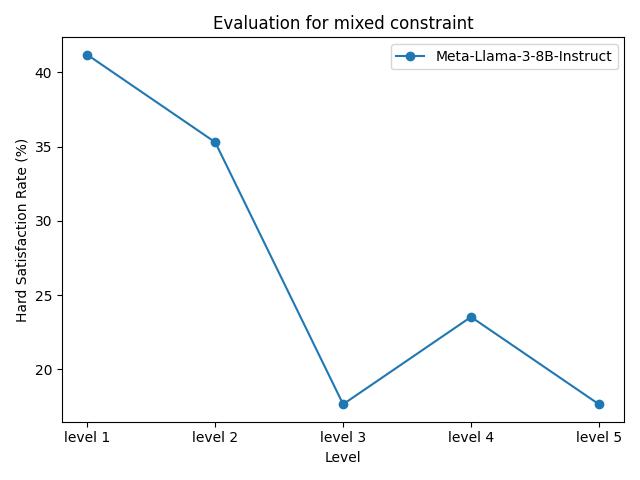 Evaluation for mixed constraint
Meta-Llama-3-8B-Instruct
Hard Satisfaction Rate (%)
40
35
30
25
20
level 1 level 2 level 3 level 4 level 5
Level